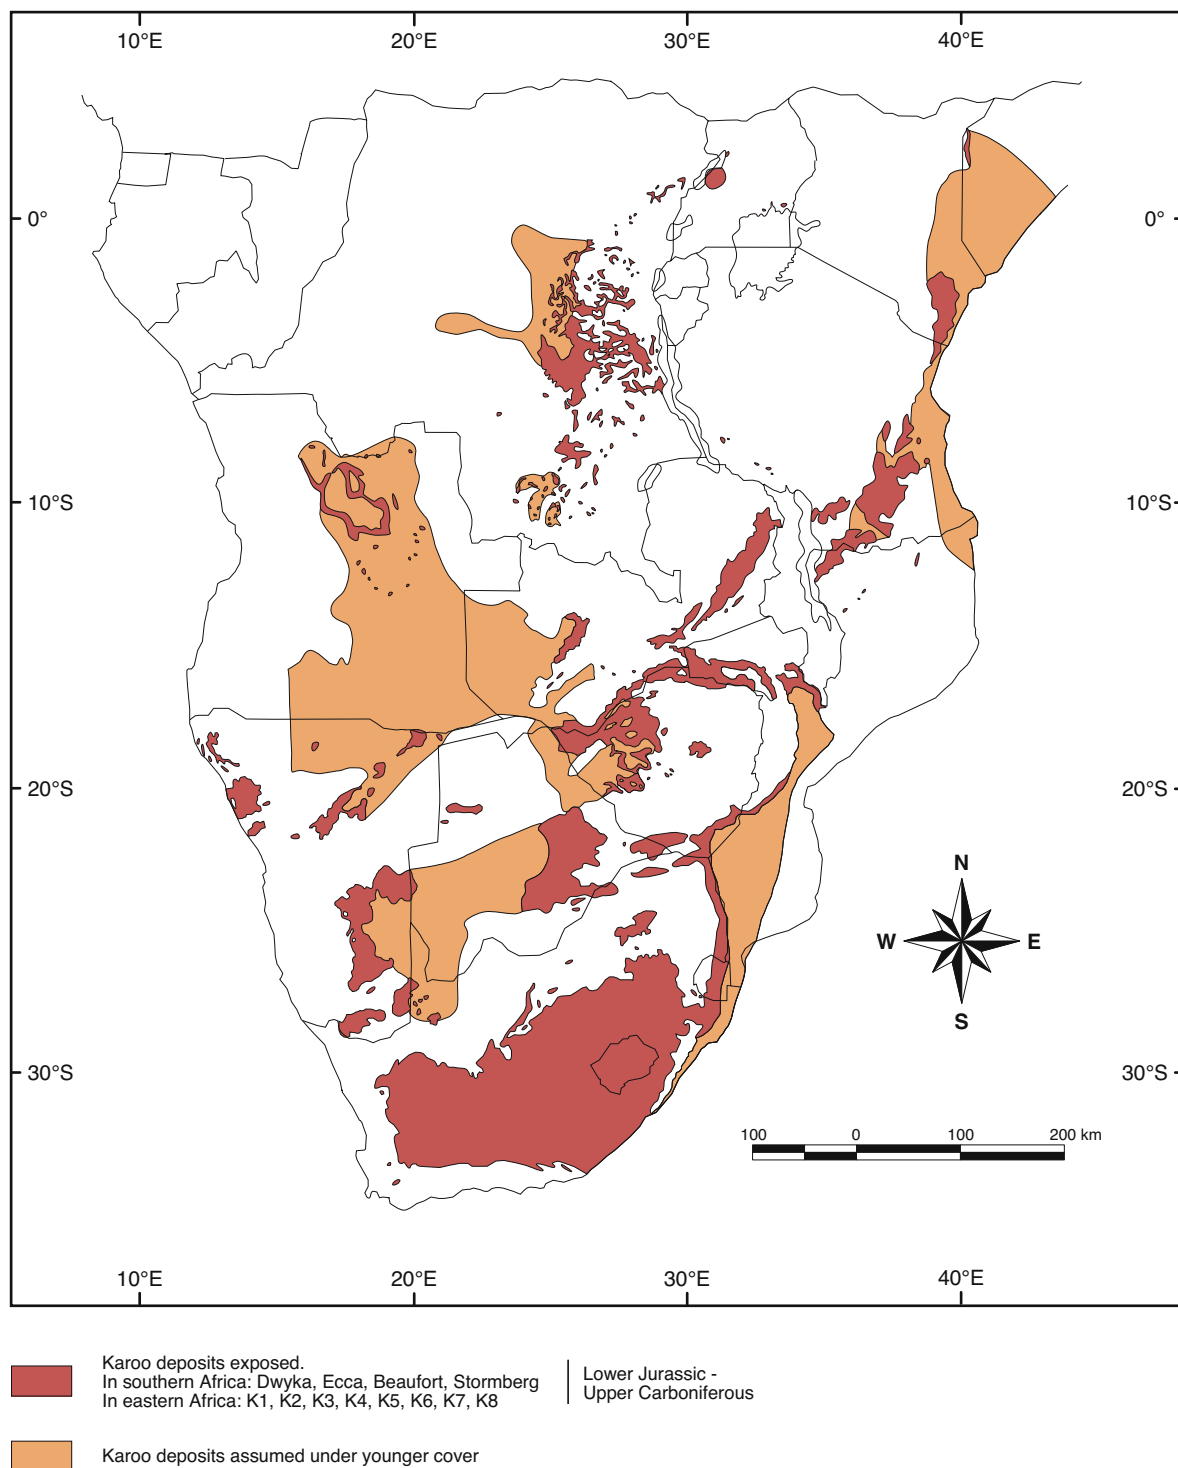 10°E 20°E 30°E 40°E
0° 0°
10°S 10°S
20°S 20°S
N
W E
S
30°S 30°S
100 0 100 200 km
10°E 20°E 30°E 40°E
Karoo deposits exposed.
In southern Africa: Dwyka, Ecca, Beaufort, Stormberg
In eastern Africa: K1, K2, K3, K4, K5, K6, K7, K8
Lower Jurassic -
Upper Carboniferous
Karoo deposits assumed under younger cover